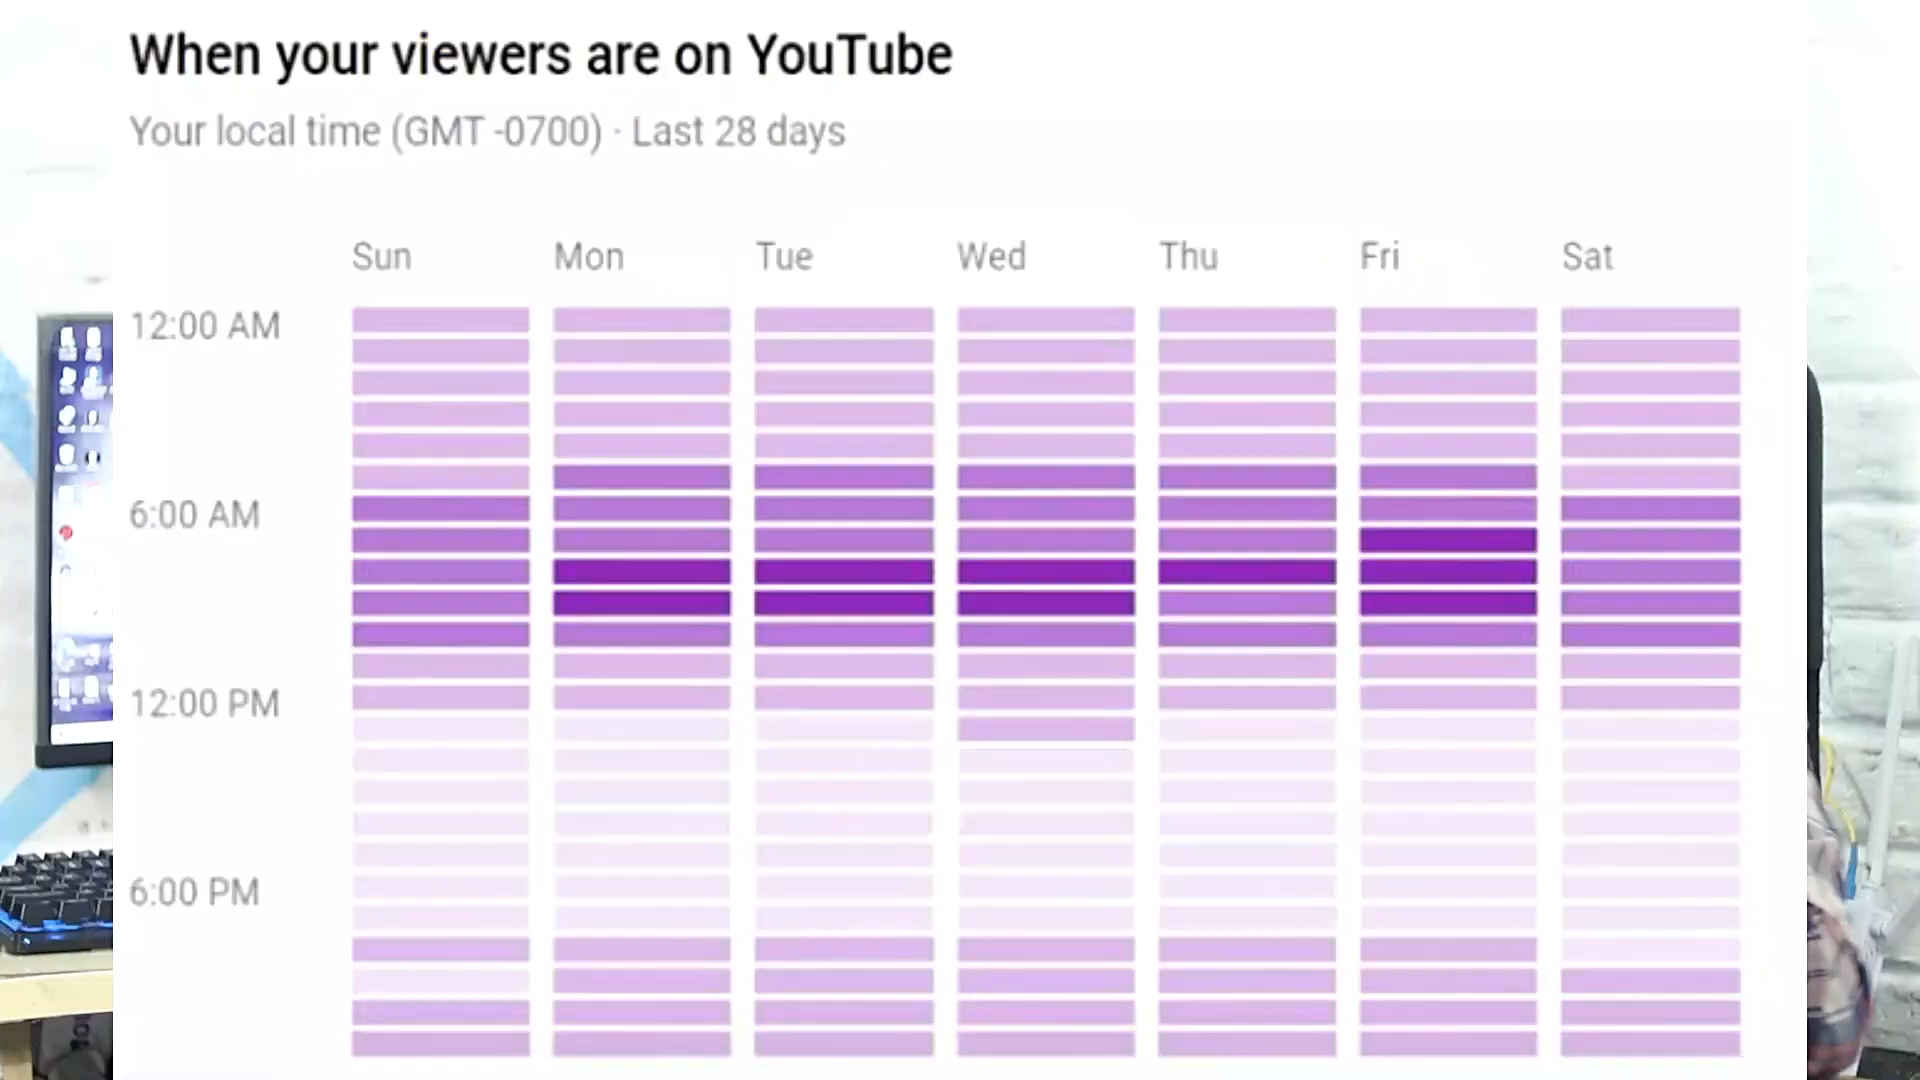 When your viewers are on YouTube
Your local time (GMT -0700) · Last 28 days
Sun Mon Tue Wed Thu Fri Sat
12:00 AM
6:00 AM
12:00 PM
6:00 PM